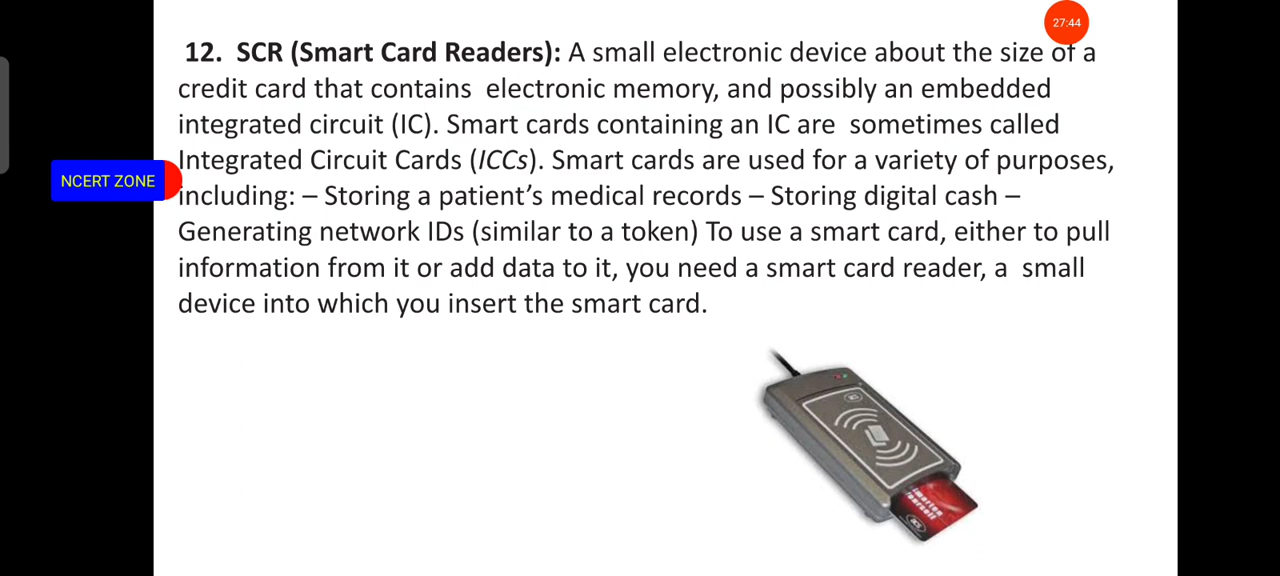 27:44
12. SCR (Smart Card Readers): A small electronic device about the size of a
credit card that contains electronic memory, and possibly an embedded
integrated circuit (IC). Smart cards containing an IC are sometimes called
Integrated Circuit Cards (ICCs). Smart cards are used for a variety of purposes,
NCERT ZONE
including: – Storing a patient’s medical records – Storing digital cash –
Generating network IDs (similar to a token) To use a smart card, either to pull
information from it or add data to it, you need a smart card reader, a small
device into which you insert the smart card.